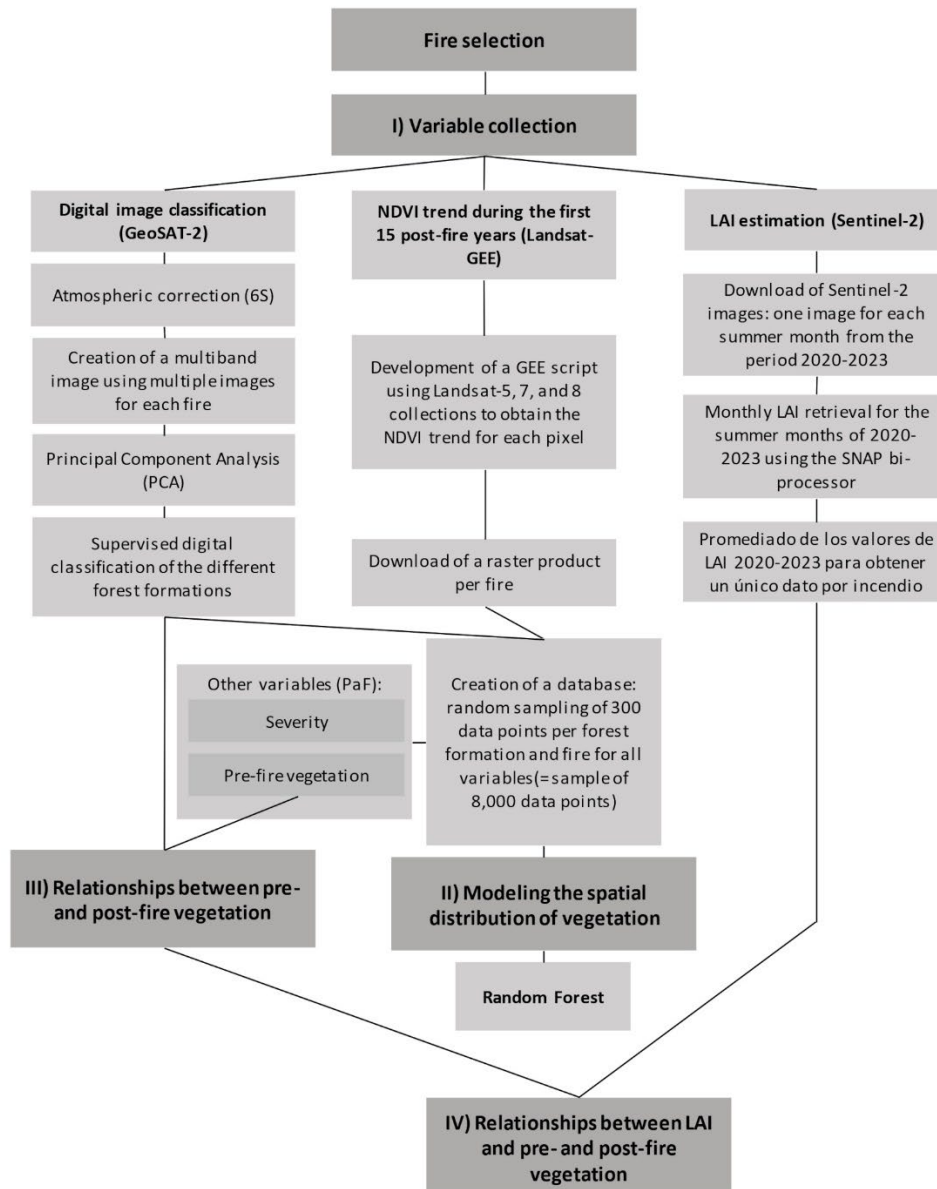 Fire selection
I) Variable collection
Digital image classification
(GeoSAT-2)
Atmospheric correction (6S)
Creation of a multiband
image using multiple images
for each fire
Principal Component Analysis
(PCA)
Supervised digital
classification of the different
forest formations
NDVI trend during the first
15 post-fire years (Landsat-
GEE)
Development of a GEE script
using Landsat-5, 7, and 8
collections to obtain the
NDVI trend for each pixel
Download of a raster product
per fire
LAI estimation (Sentinel-2)
Download of Sentinel-2
images: one image for each
summer month from the
period 2020-2023
Monthly LAI retrieval for the
summer months of 2020-
2023 using the SNAP bi-
processor
Promediado de los valores de
LAI 2020-2023 para obtener
un único dato por incendio
Other variables (PaF):
Severity
Pre-fire vegetation
Creation of a database:
random sampling of 300
data points per forest
formation and fire for all
variables(= sample of
8,000 data points)
III) Relationships between pre-
and post-fire vegetation
II) Modeling the spatial
distribution of vegetation
Random Forest
IV) Relationships between LAI
and pre- and post-fire
vegetation